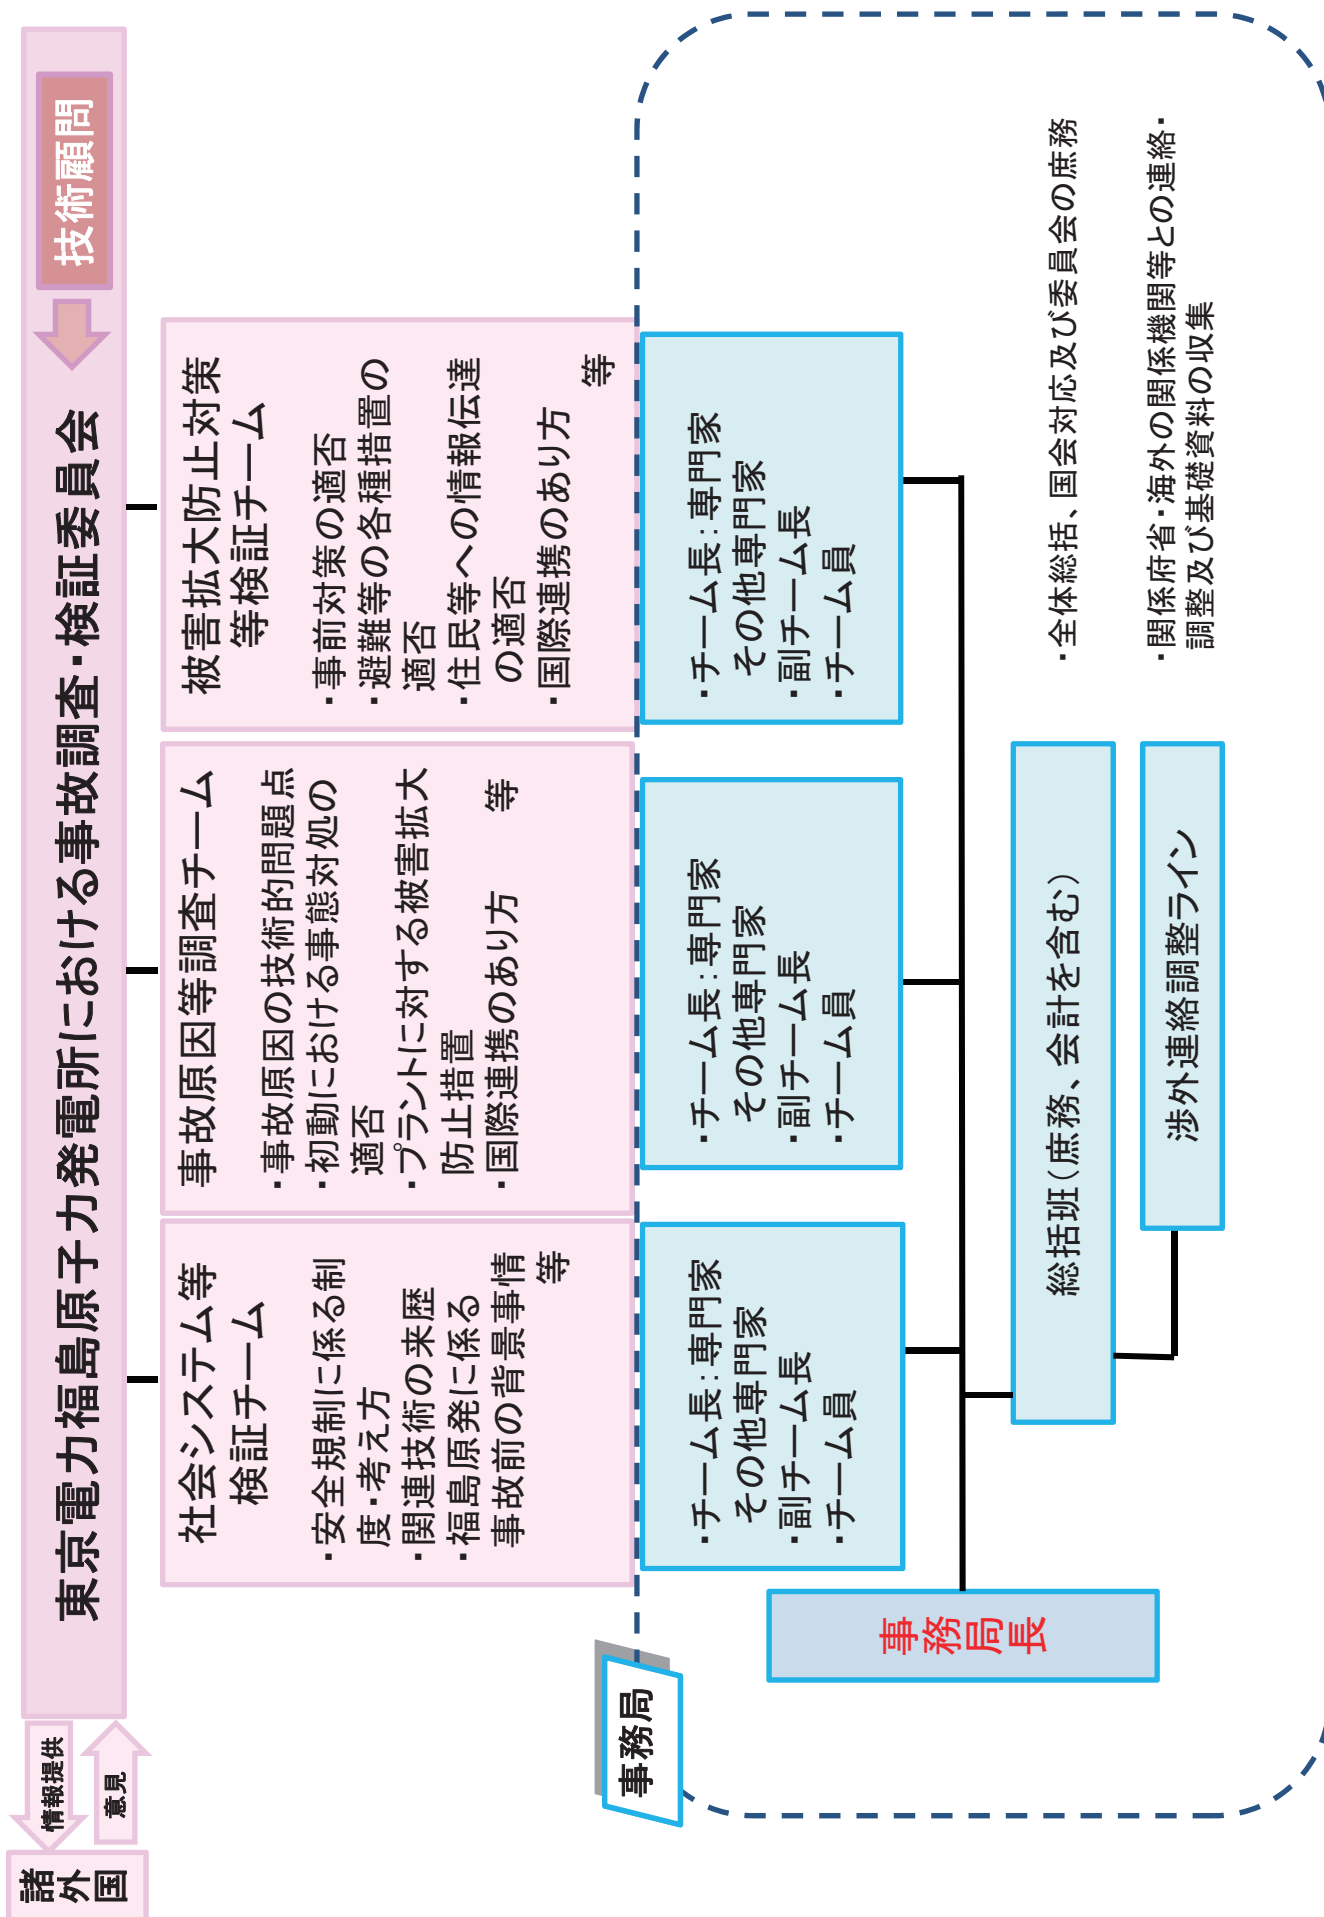 諸
外
国
情報提供
意見
東京電力福島原子力発電所における事故調査・検証委員会
技術顧問
社会システム等
検証チーム
・安全規制に係る制
度・考え方
・関連技術の来歴
・福島原発に係る
事故前の背景事情
等
事故原因等調査チーム
・事故原因の技術的問題点
・初動における事態対処の
適否
・プラントに対する被害拡大
防止措置
・国際連携のあり方 等
被害拡大防止対策
等検証チーム
・事前対策の適否
・避難等の各種措置の
適否
・住民等への情報伝達
の適否
・国際連携のあり方
等
事務局
・チーム長：専門家
その他専門家
・副チーム長
・チーム員
・チーム長：専門家
その他専門家
・副チーム長
・チーム員
・チーム長：専門家
その他専門家
・副チーム長
・チーム員
事務局長
総括班（庶務、会計を含む）
・全体総括、国会対応及び委員会の庶務
渉外連絡調整ライン
・関係府省・海外の関係機関等との連絡・
調整及び基礎資料の収集